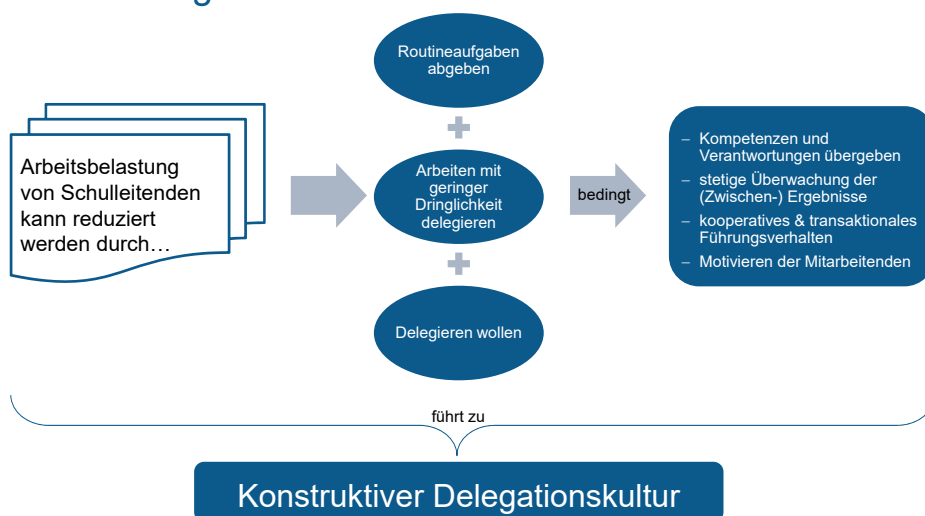 Arbeitsbelastung
von Schulleitenden
kann reduziert
werden durch…
Routineaufgaben
abgeben
Arbeiten mit
geringer
Dringlichkeit
delegieren
Delegieren wollen
bedingt
– Kompetenzen und
Verantwortungen übergeben
– stetige Überwachung der
(Zwischen-) Ergebnisse
– kooperatives & transaktionales
Führungsverhalten
– Motivieren der Mitarbeitenden
führt zu
Konstruktiver Delegationskultur